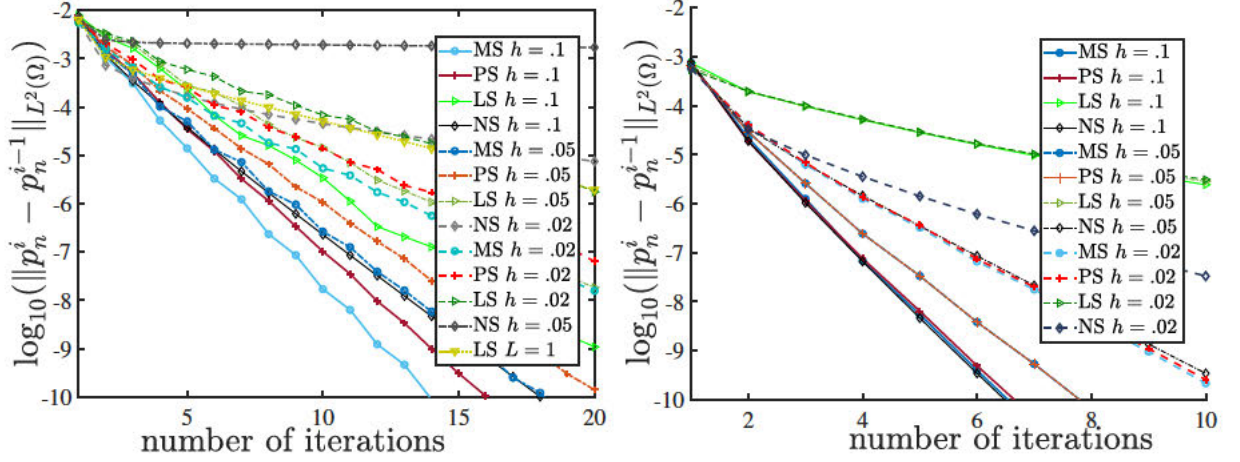 log₁₀(||pₙⁱ − pₙⁱ⁻¹||L²(Ω))
-2
-3
-4
-5
-6
-7
-8
-9
-10
MS h = .1
PS h = .1
LS h = .1
NS h = .1
MS h = .05
PS h = .05
LS h = .05
NS h = .02
MS h = .02
PS h = .02
LS h = .02
NS h = .05
LS L = 1
5
10
15
20
number of iterations
log₁₀(||pₙⁱ − pₙⁱ⁻¹||L²(Ω))
-2
-3
-4
-5
-6
-7
-8
-9
-10
MS h = .1
PS h = .1
LS h = .1
NS h = .1
MS h = .05
PS h = .05
LS h = .05
NS h = .05
MS h = .02
PS h = .02
LS h = .02
NS h = .02
2
4
6
8
10
number of iterations